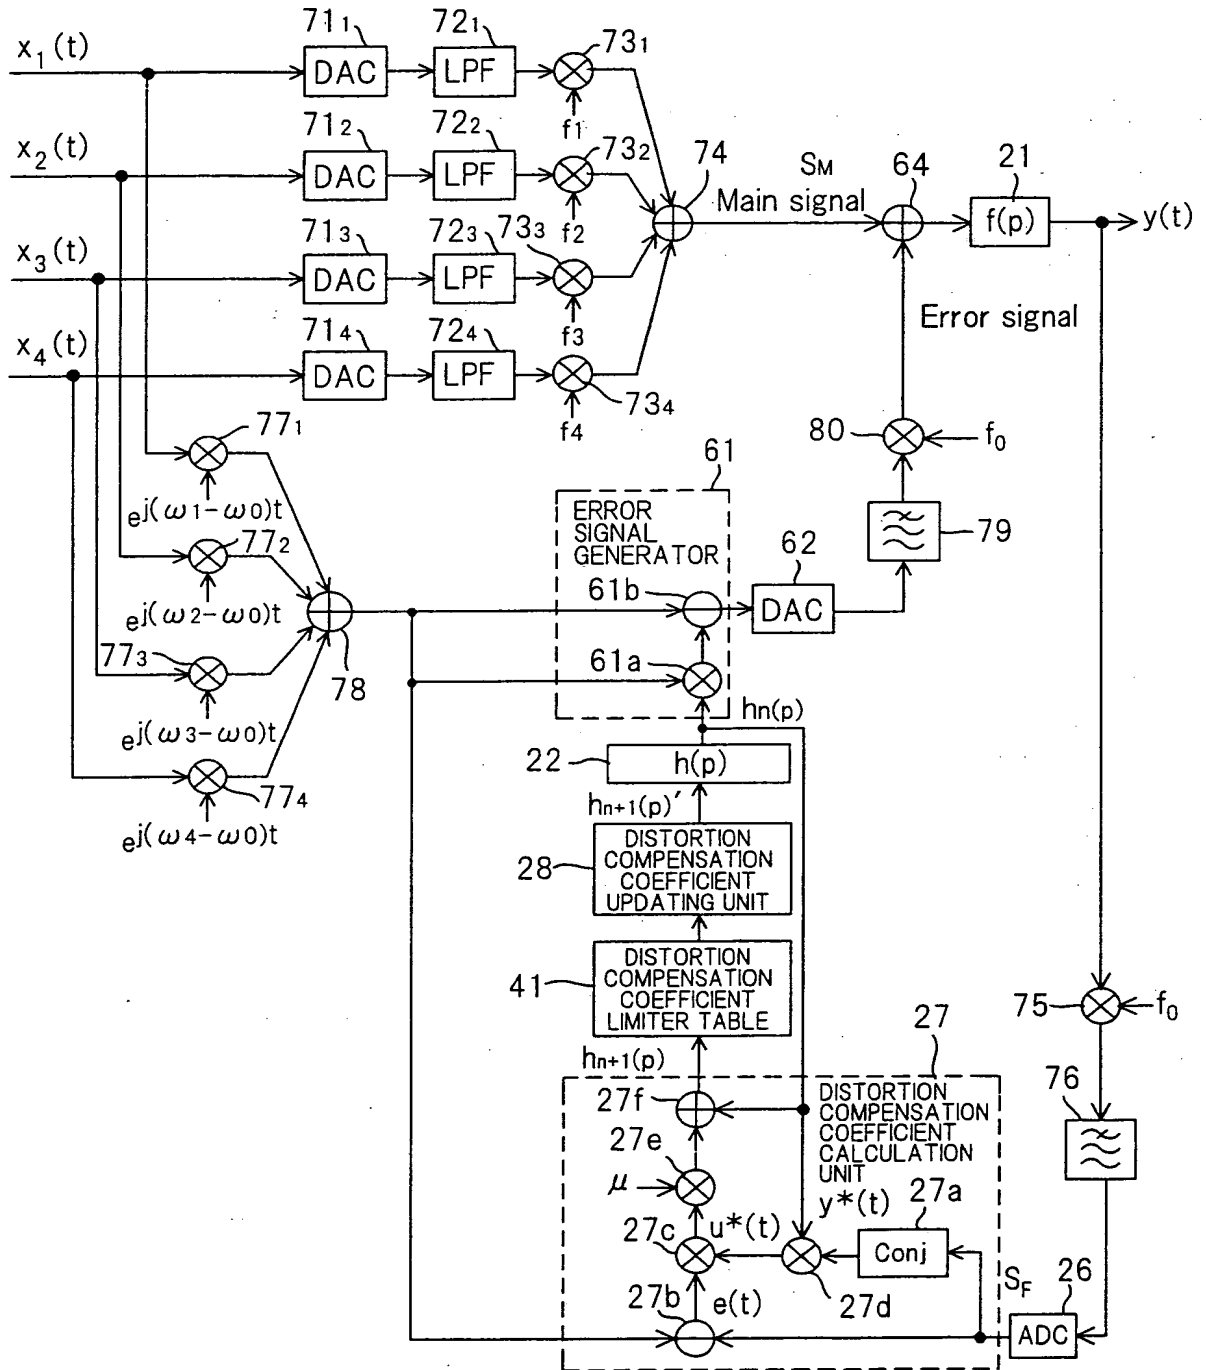 x1(t)
711
DAC
721
LPF
731
f1
x2(t)
712
DAC
722
LPF
732
f2
74
SM
Main signal
64
21
f(p)
y(t)
x3(t)
713
DAC
723
LPF
733
f3
Error signal
x4(t)
714
DAC
724
LPF
734
f4
771
ej(ω1-ω0)t
772
ej(ω2-ω0)t
773
ej(ω3-ω0)t
774
ej(ω4-ω0)t
78
61
ERROR
SIGNAL
GENERATOR
61b
61a
62
DAC
80
f0
79
hn(p)
22
h(p)
hn+1(p)′
28
DISTORTION
COMPENSATION
COEFFICIENT
UPDATING UNIT
41
DISTORTION
COMPENSATION
COEFFICIENT
LIMITER TABLE
hn+1(p)
27
DISTORTION
COMPENSATION
COEFFICIENT
CALCULATION
UNIT
27f
27e
μ
27c
u*(t)
y*(t)
27a
Conj
27d
27b
e(t)
SF
26
ADC
75
f0
76